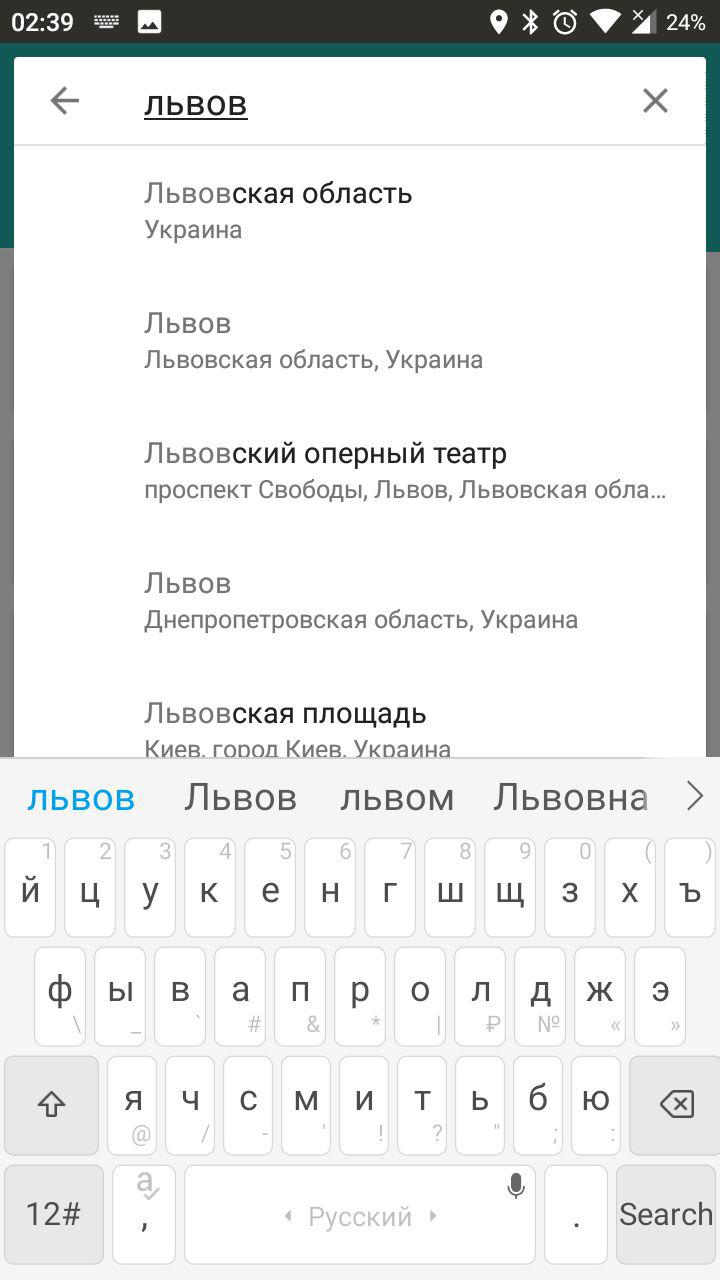 02:39 24%
львов
Львовская область
Украина
Львов
Львовская область, Украина
Львовский оперный театр
проспект Свободы, Львов, Львовская обла...
Львов
Днепропетровская область, Украина
Львовская площадь
Киев, город Киев, Украина
львов Львов львом Львовна
1 2 3 4 5 6 7 8 9 0 ( )
й ц у к е н г ш щ з х ъ
ф ы в а п р о л д ж э
\ _ ` # & * | ₽ № « »
я ч с м и т ь б ю
@ / - ' ! ? " ; :
12# а , Русский . Search